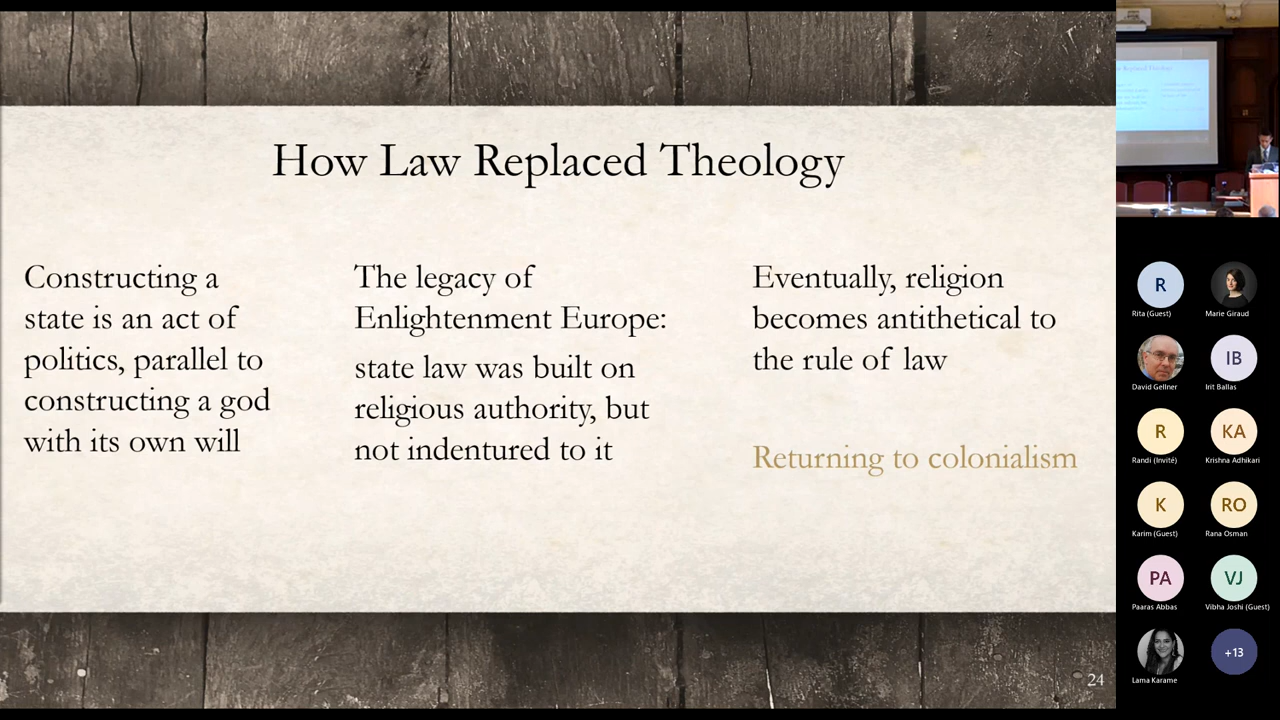 How Law Replaced Theology
Constructing a
state is an act of
politics, parallel to
constructing a god
with its own will
The legacy of
Enlightenment Europe:
state law was built on
religious authority, but
not indentured to it
Eventually, religion
becomes antithetical to
the rule of law
Returning to colonialism
24
R
Rita (Guest)
Marie Giraud
David Gellner
IB
Irit Ballas
R
Randi (Invité)
KA
Krishna Adhikari
K
Karim (Guest)
RO
Rana Osman
PA
Paaras Abbas
VJ
Vibha Joshi (Guest)
Lama Karame
+13